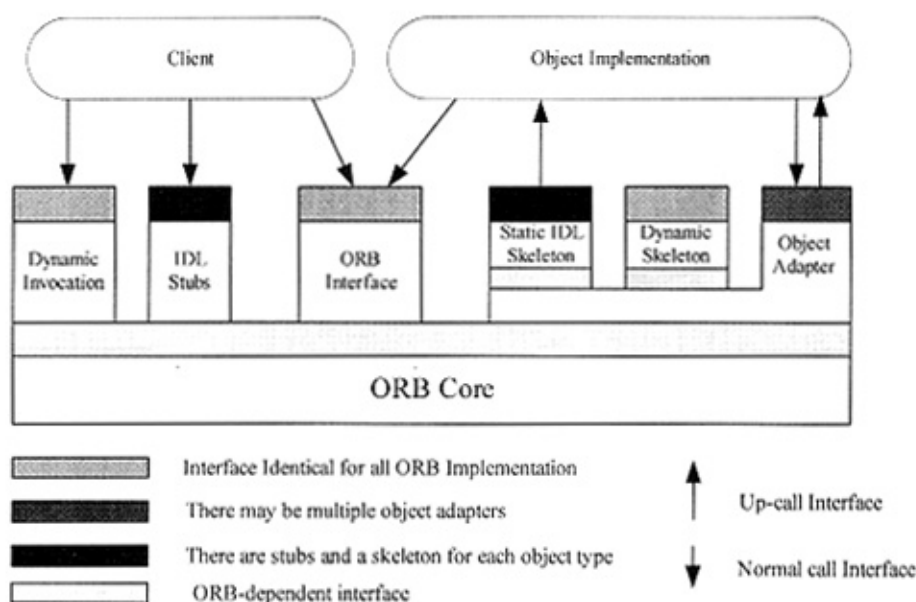 Client
Object Implementation
Dynamic
Invocation
IDL
Stubs
ORB
Interface
Static IDL
Skeleton
Dynamic
Skeleton
Object
Adapter
ORB Core
Interface Identical for all ORB Implementation
There may be multiple object adapters
There are stubs and a skeleton for each object type
ORB-dependent interface
Up-call Interface
Normal call Interface